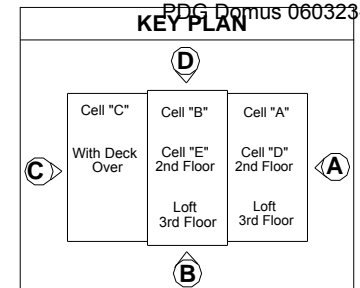 PDG Domus 060323
KEY PLAN
D
Cell "C"
Cell "B"
Cell "A"
With Deck
Over
Cell "E"
2nd Floor
Cell "D"
2nd Floor
C
A
Loft
3rd Floor
Loft
3rd Floor
B